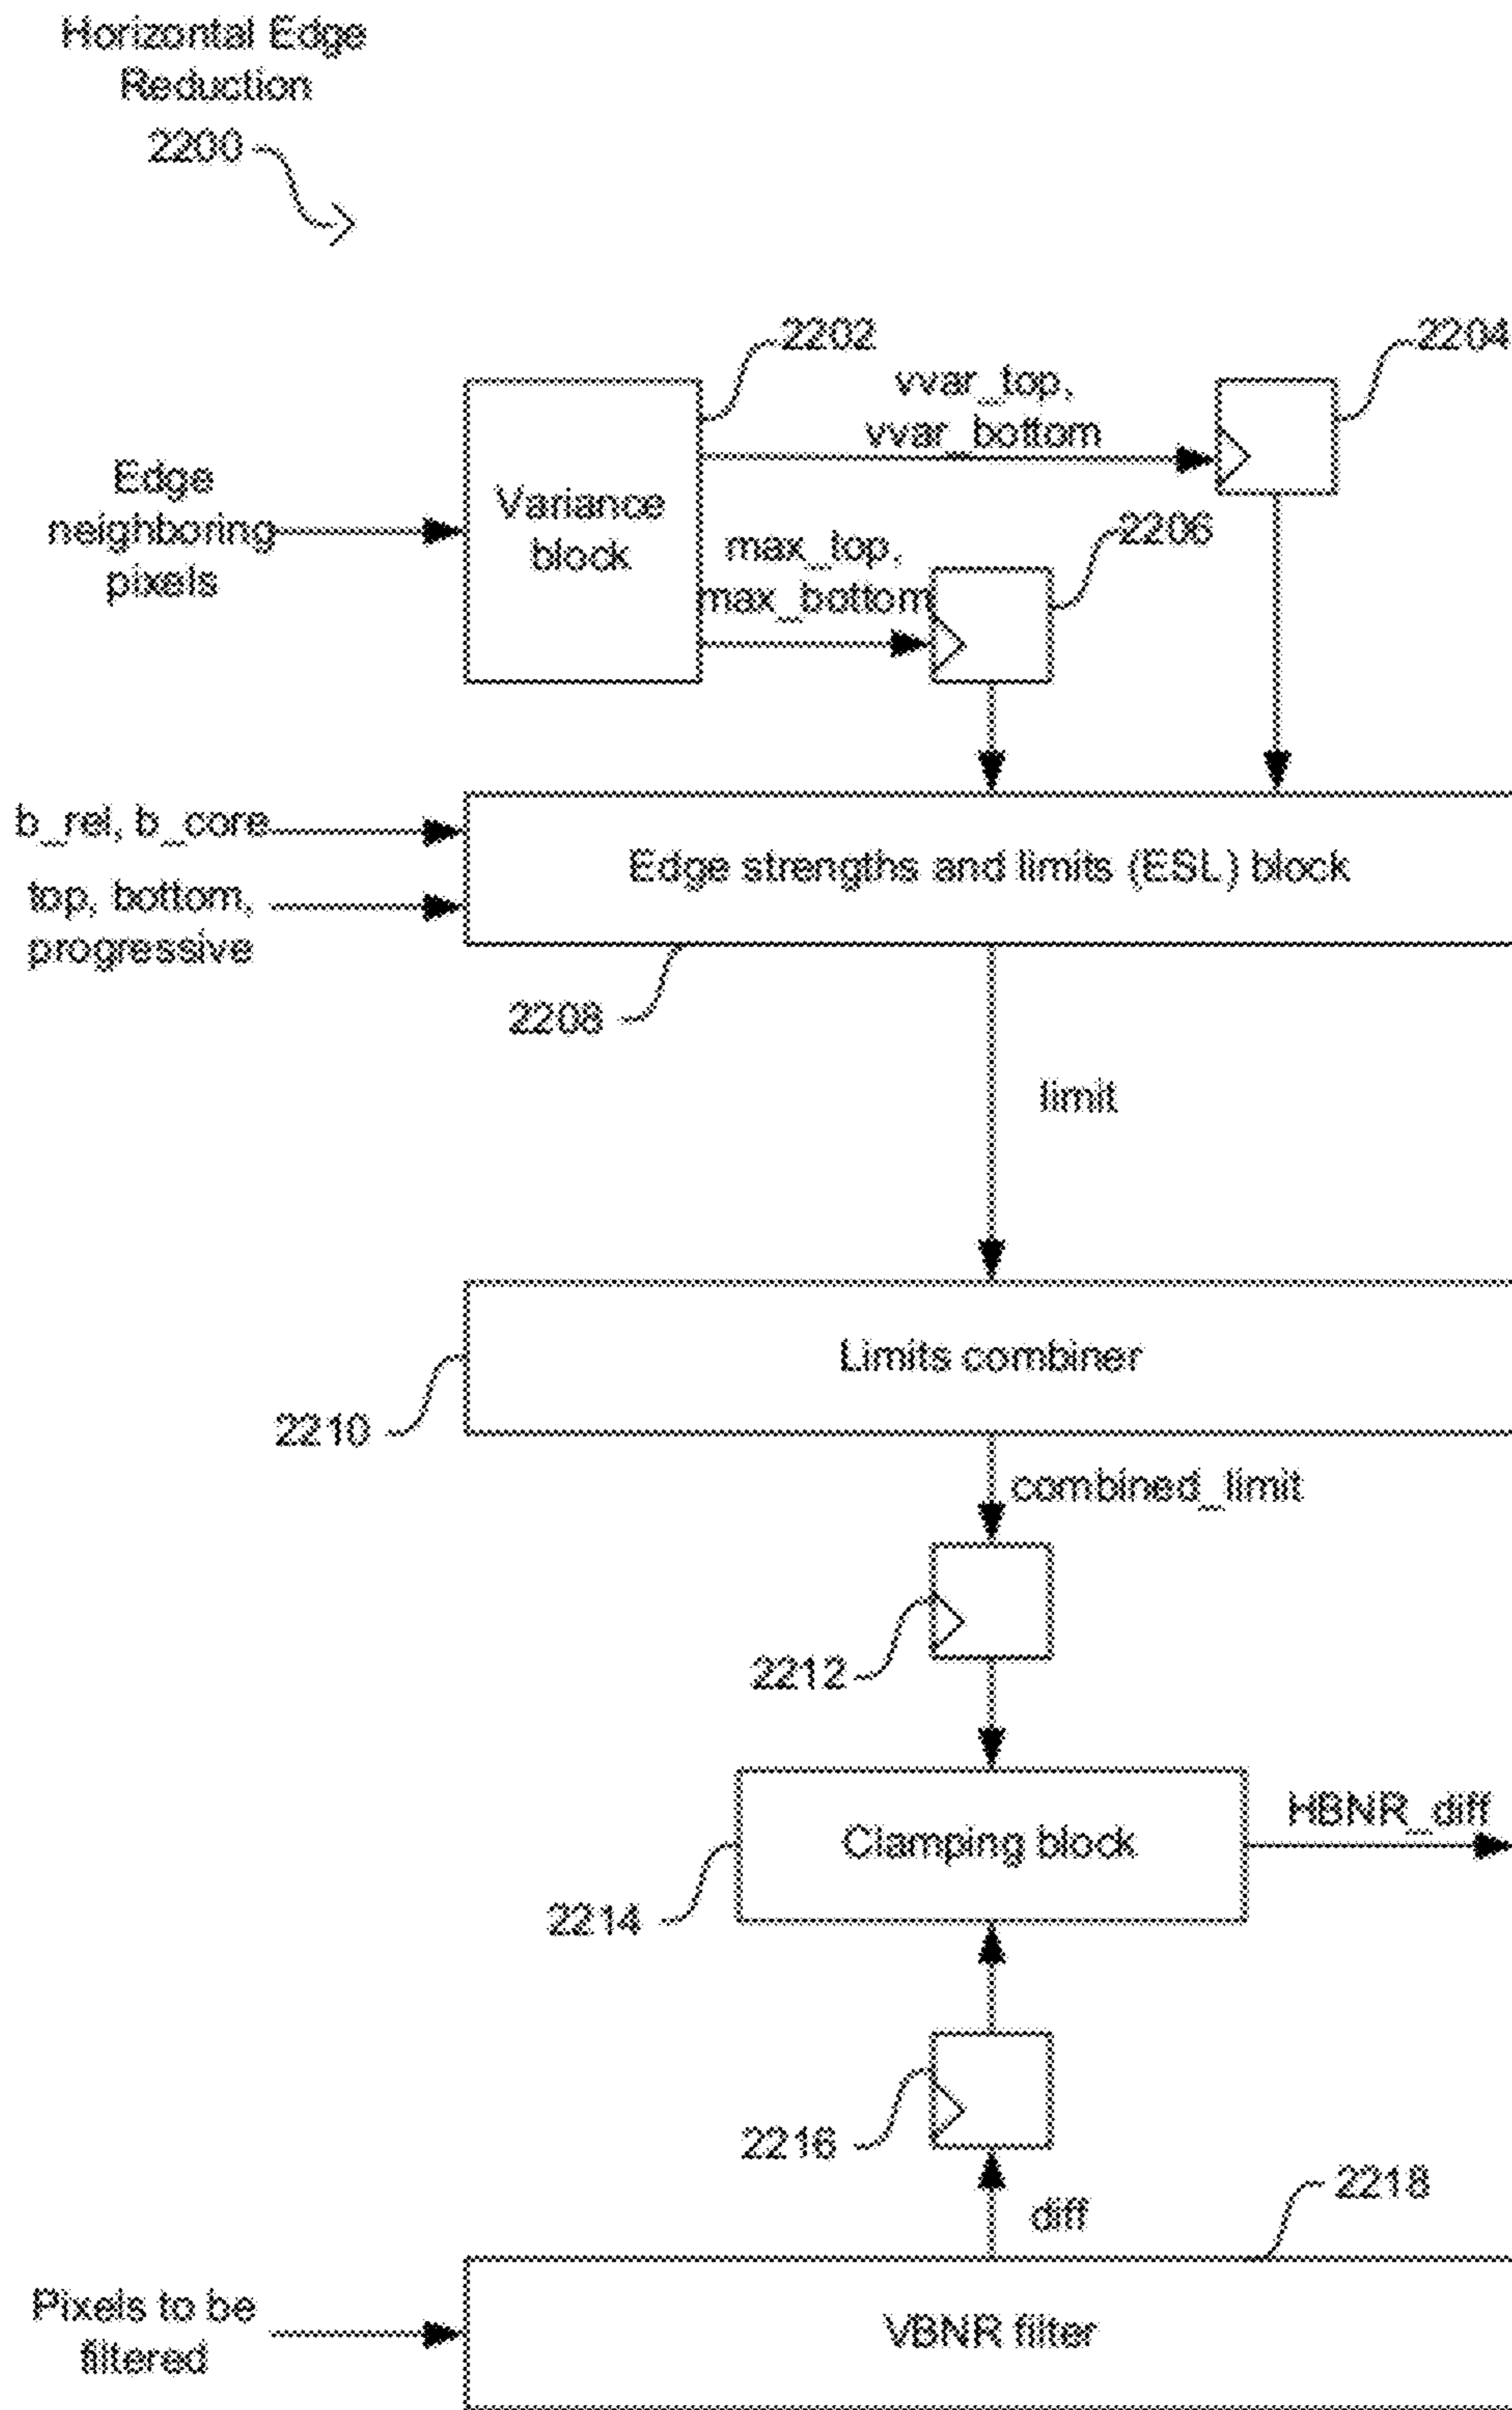 Horizontal Edge
Reduction
2200
2202
2204
vvar_top,
vvar_bottom
Edge
neighboring
pixels
Variance
block
2206
max_top,
max_bottom
b_rel, b_core
Edge strengths and limits (ESL) block
top, bottom,
progressive
2208
limit
Limits combiner
2210
combined_limit
2212
HBNR_diff
Clamping block
2214
2216
2218
diff
Pixels to be
filtered
VBNR filter